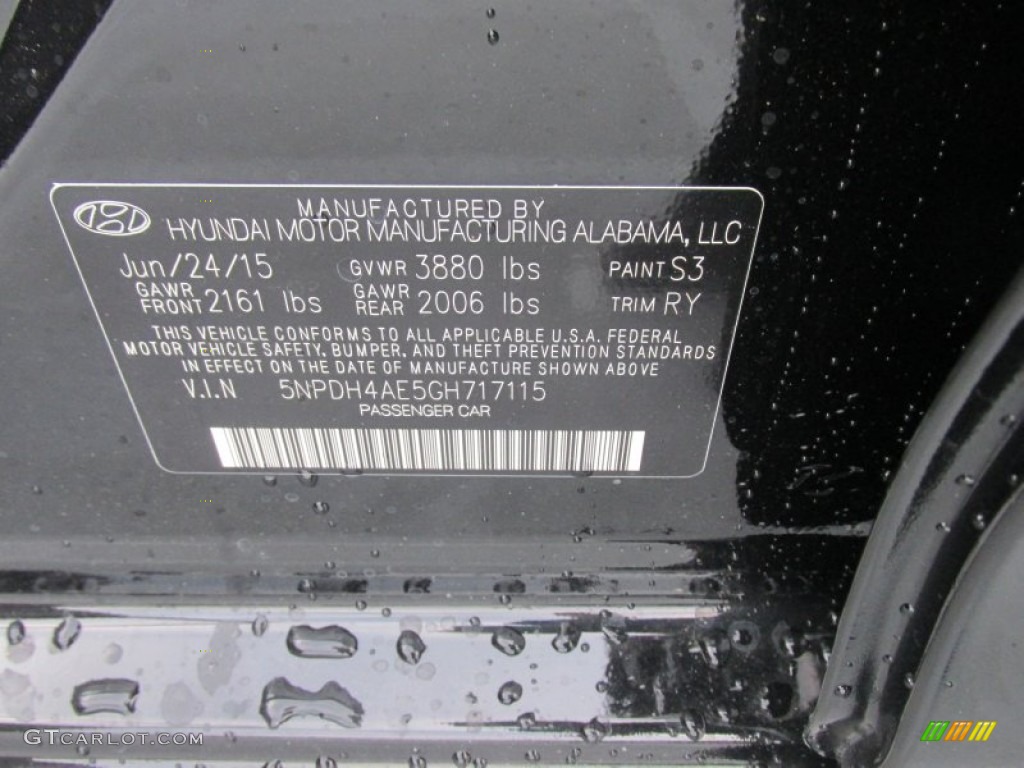 MANUFACTURED BY
HYUNDAI MOTOR MANUFACTURING ALABAMA, LLC
Jun/24/15 GVWR 3880 lbs PAINT S3
GAWR FRONT 2161 lbs GAWR REAR 2006 lbs TRIM RY
THIS VEHICLE CONFORMS TO ALL APPLICABLE U.S.A. FEDERAL
MOTOR VEHICLE SAFETY, BUMPER, AND THEFT PREVENTION STANDARDS
IN EFFECT ON THE DATE OF MANUFACTURE SHOWN ABOVE
V.I.N 5NPDH4AE5GH717115
PASSENGER CAR
GTCARLOT.COM